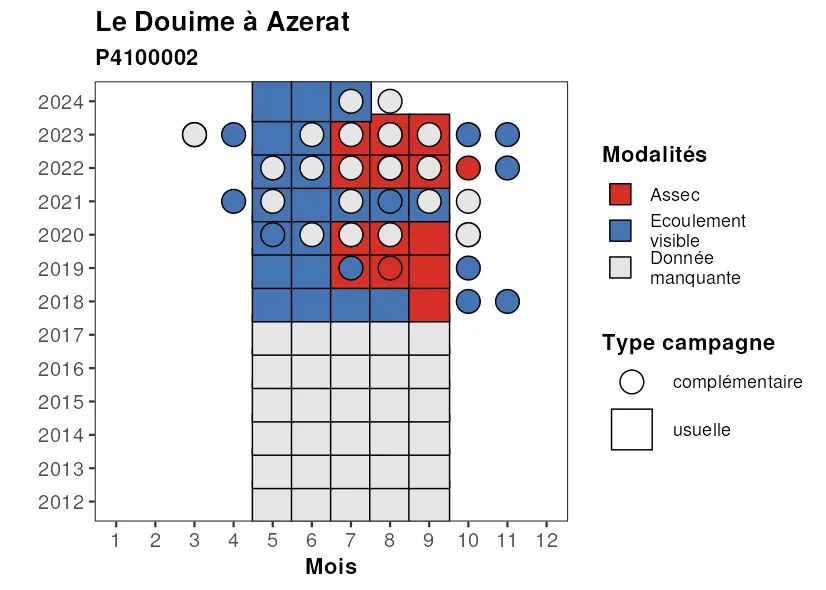 Le Douime à Azerat
P4100002
2024
2023
2022
2021
2020
2019
2018
2017
2016
2015
2014
2013
2012
1 2 3 4 5 6 7 8 9 10 11 12
Mois
Modalités
Assec
Ecoulement
visible
Donnée
manquante
Type campagne
complémentaire
usuelle